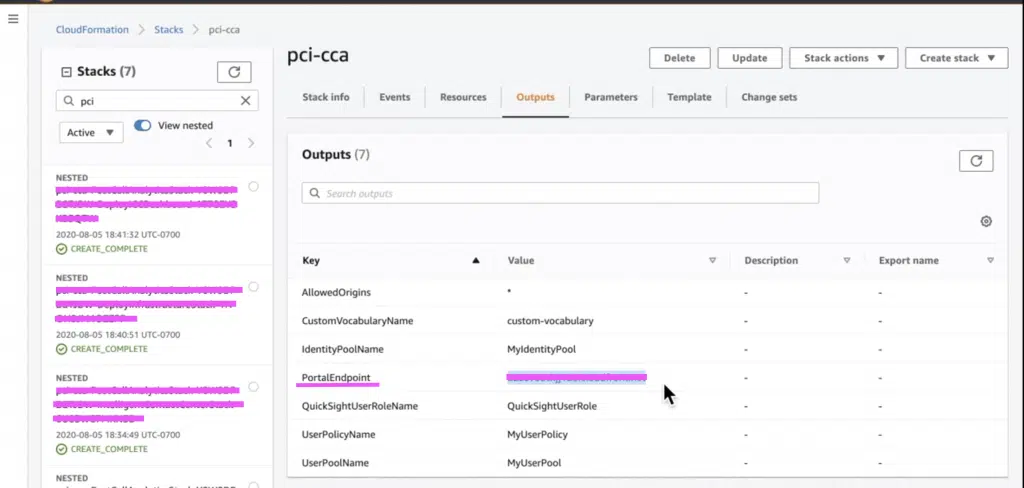 CloudFormation > Stacks > pci-cca
Stacks (7)
pci
Active
View nested
1
NESTED
2020-08-05 18:41:32 UTC-0700
CREATE_COMPLETE
NESTED
2020-08-05 18:40:51 UTC-0700
CREATE_COMPLETE
NESTED
2020-08-05 18:34:49 UTC-0700
CREATE_COMPLETE
NESTED
pci-cca
Delete Update Stack actions Create stack
Stack info Events Resources Outputs Parameters Template Change sets
Outputs (7)
Search outputs
Key Value Description Export name
AllowedOrigins * - -
CustomVocabularyName custom-vocabulary - -
IdentityPoolName MyIdentityPool - -
PortalEndpoint - -
QuickSightUserRoleName QuickSightUserRole - -
UserPolicyName MyUserPolicy - -
UserPoolName MyUserPool - -